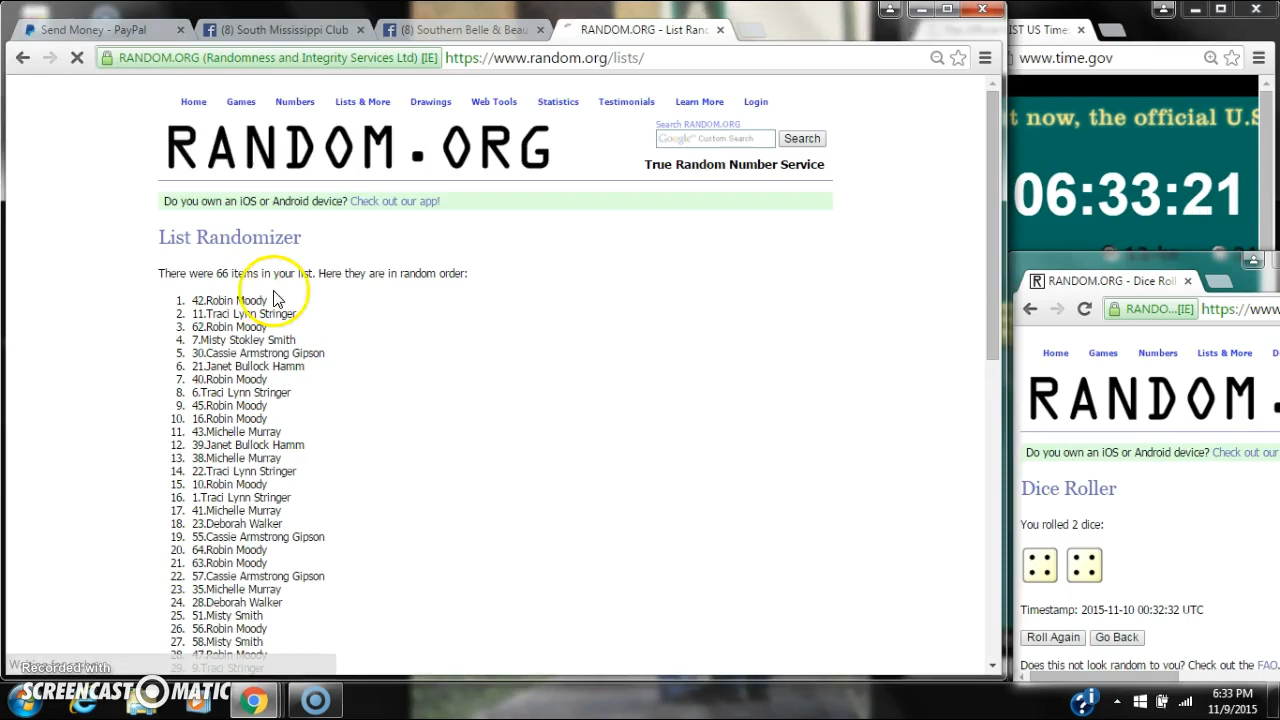 Send Money - PayPal
(8) South Mississippi Club
(8) Southern Belle & Beau
RANDOM.ORG - List Ran
IST US Time
RANDOM.ORG (Randomness and Integrity Services Ltd) [IE]
https://www.random.org/lists/
www.time.gov
Home Games Numbers Lists & More Drawings Web Tools Statistics Testimonials Learn More Login
RANDOM.ORG
Search RANDOM.ORG
Google™ Custom Search
Search
True Random Number Service
Do you own an iOS or Android device? Check out our app!
List Randomizer
There were 66 items in your list. Here they are in random order:
1. 42.Robin Moody
2. 11.Traci Lynn Stringer
3. 62.Robin Moody
4. 7.Misty Stokley Smith
5. 30.Cassie Armstrong Gipson
6. 21.Janet Bullock Hamm
7. 40.Robin Moody
8. 6.Traci Lynn Stringer
9. 45.Robin Moody
10. 16.Robin Moody
11. 43.Michelle Murray
12. 39.Janet Bullock Hamm
13. 38.Michelle Murray
14. 22.Traci Lynn Stringer
15. 10.Robin Moody
16. 1.Traci Lynn Stringer
17. 41.Michelle Murray
18. 23.Deborah Walker
19. 55.Cassie Armstrong Gipson
20. 64.Robin Moody
21. 63.Robin Moody
22. 57.Cassie Armstrong Gipson
23. 35.Michelle Murray
24. 28.Deborah Walker
25. 51.Misty Smith
26. 56.Robin Moody
27. 58.Misty Smith
28. 47.Robin Moody
29. 9.Traci Stringer
t now, the official U.S
06:33:21
RANDOM.ORG - Dice Roll
RANDO...[IE]
https://ww
Home Games Numbers Lists & More D
RANDOM.
Do you own an iOS or Android device? Check out our
Dice Roller
You rolled 2 dice:
Timestamp: 2015-11-10 00:32:32 UTC
Roll Again
Go Back
Does this not look random to you? Check out the FAQ.
Recorded with
SCREENCAST-O-MATIC
6:33 PM
11/9/2015